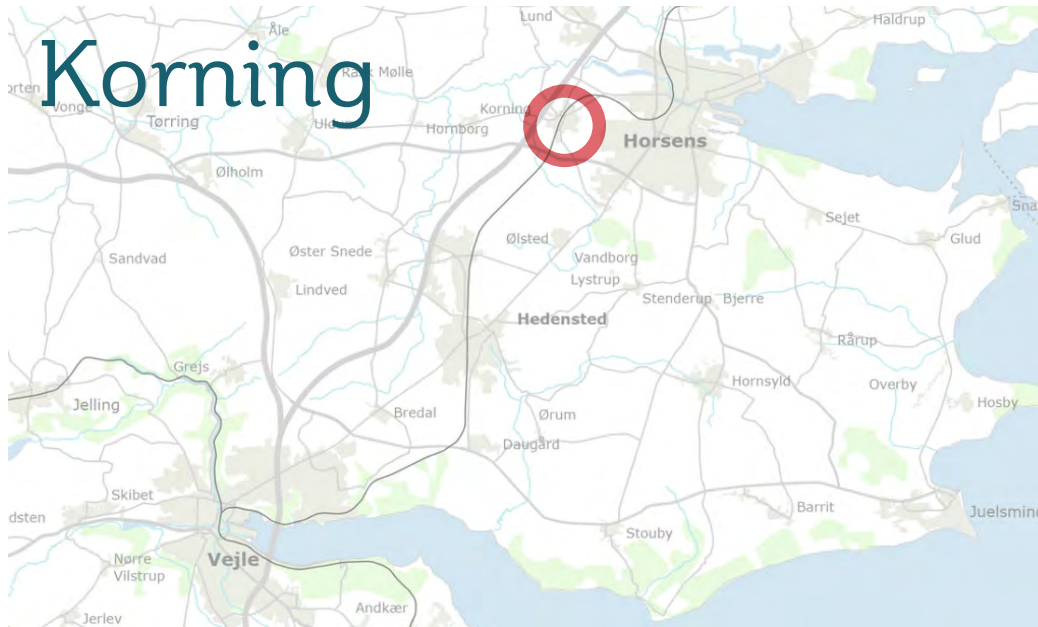 Korning
Lund
Haldrup
Åle
Rask Mølle
Vonge
Tørring
Korning
Hornborg
Horsens
Ølholm
Sejet
Glud
Ølsted
Øster Snede
Vandborg
Sandvad
Lystrup
Lindved
Stenderup
Bjerre
Hedensted
Rårup
Grejs
Hornsyld
Overby
Jelling
Hosby
Bredal
Ørum
Daugård
Skibet
Barrit
dsten
Juelsmind
Stouby
Nørre
Vilstrup
Vejle
Andkær
Jerlev